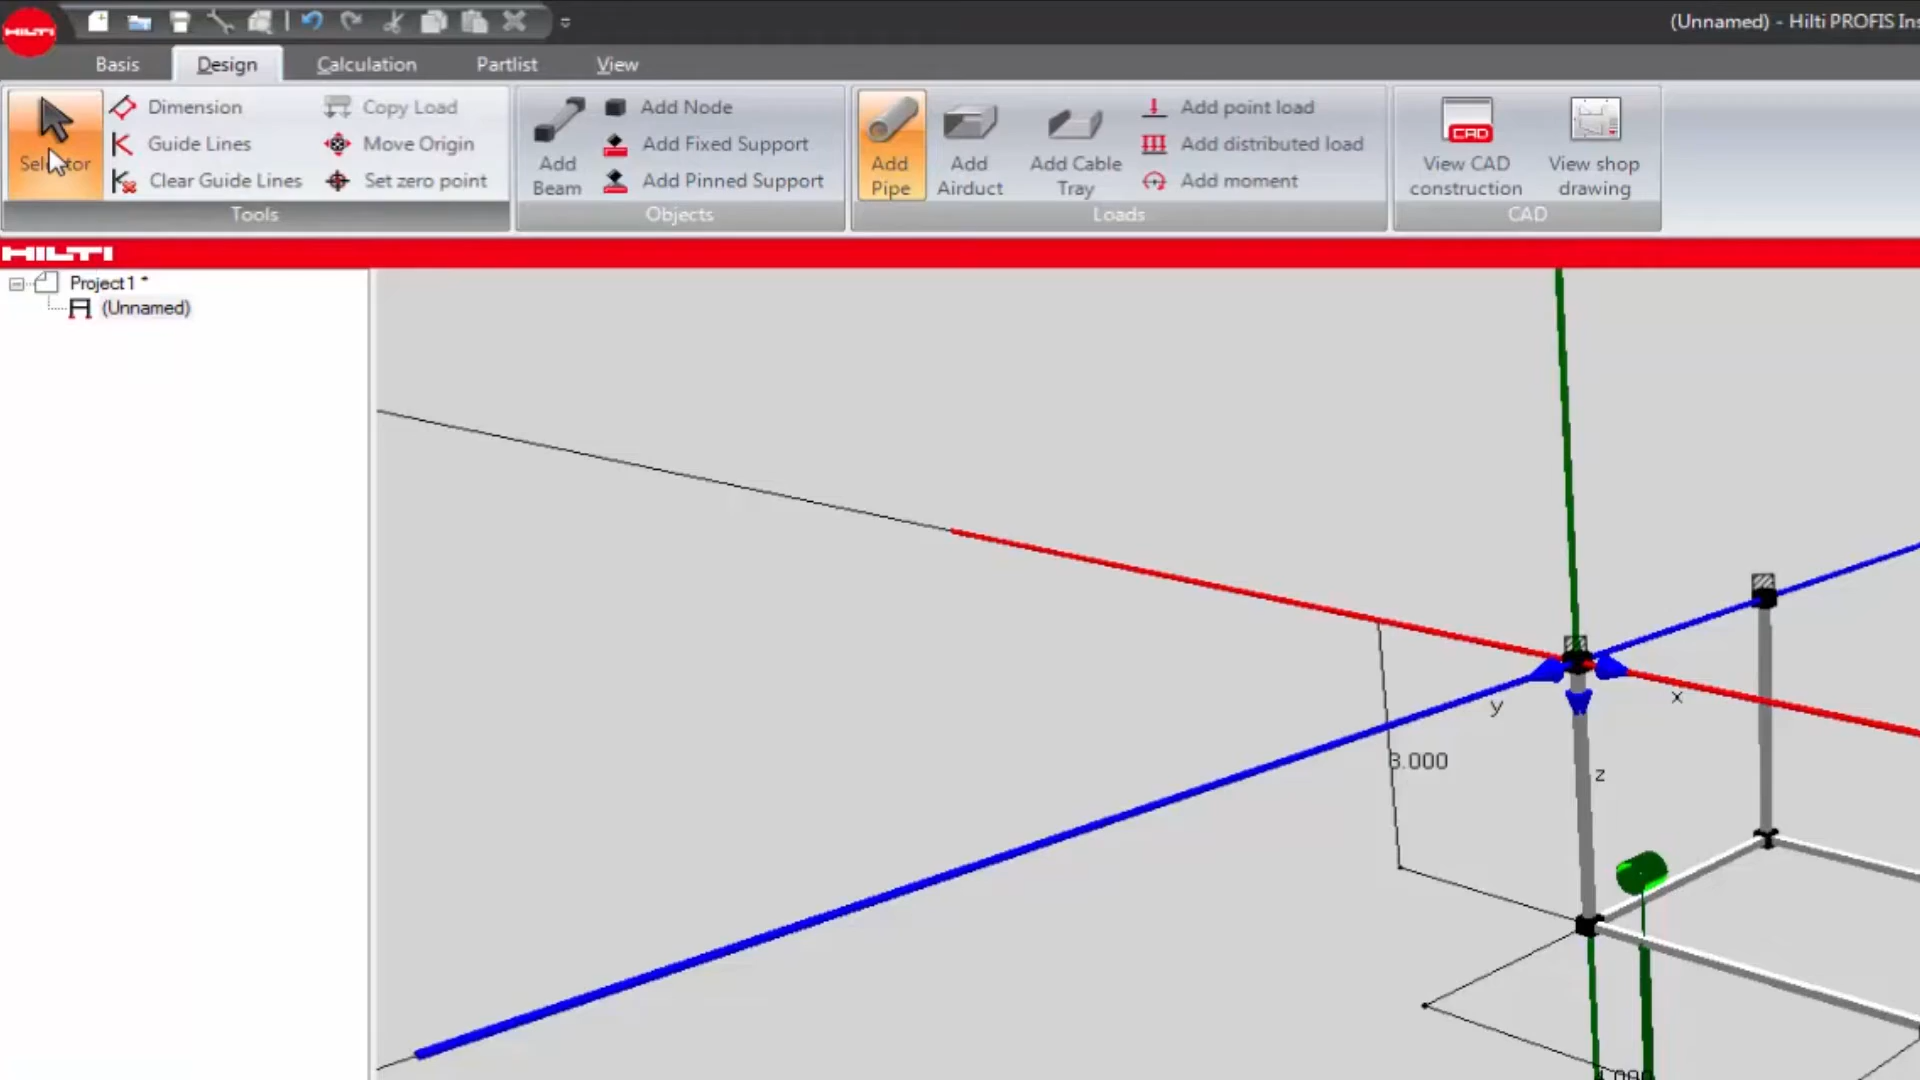 HILTI
(Unnamed) - Hilti PROFIS Ins
Basis
Design
Calculation
Partlist
View
Selector
Dimension
Guide Lines
Clear Guide Lines
Copy Load
Move Origin
Set zero point
Tools
Add
Beam
Add Node
Add Fixed Support
Add Pinned Support
Objects
Add
Pipe
Add
Airduct
Add Cable
Tray
Add point load
Add distributed load
Add moment
Loads
CAD
View CAD
construction
View shop
drawing
CAD
HILTI
Project1 *
(Unnamed)
y
x
z
3.000